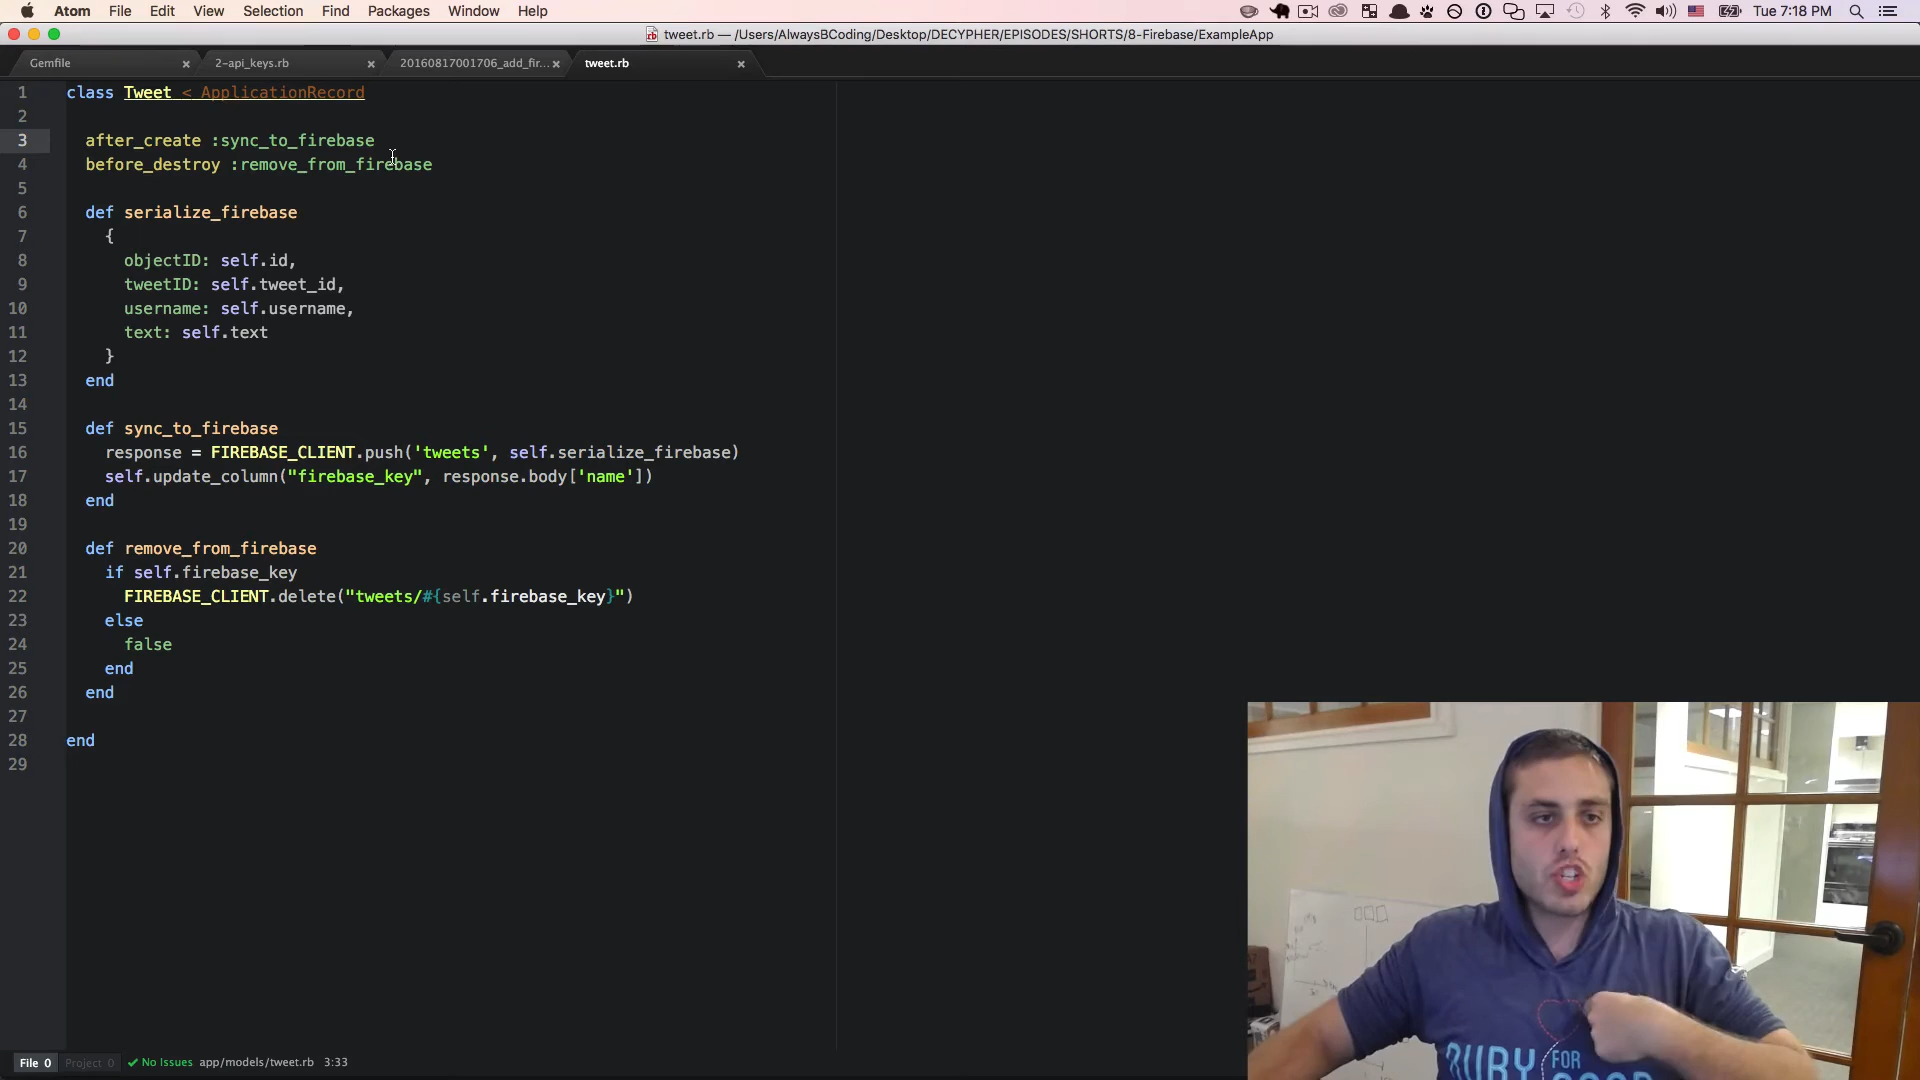 Atom File Edit View Selection Find Packages Window Help Tue 7:18 PM
tweet.rb — /Users/AlwaysBCoding/Desktop/DECYPHER/EPISODES/SHORTS/8-Firebase/ExampleApp
Gemfile 2-api_keys.rb 20160817001706_add_fir... tweet.rb
1 class Tweet < ApplicationRecord
2
3 after_create :sync_to_firebase
4 before_destroy :remove_from_firebase
5
6 def serialize_firebase
7 {
8 objectID: self.id,
9 tweetID: self.tweet_id,
10 username: self.username,
11 text: self.text
12 }
13 end
14
15 def sync_to_firebase
16 response = FIREBASE_CLIENT.push('tweets', self.serialize_firebase)
17 self.update_column("firebase_key", response.body['name'])
18 end
19
20 def remove_from_firebase
21 if self.firebase_key
22 FIREBASE_CLIENT.delete("tweets/#{self.firebase_key}")
23 else
24 false
25 end
26 end
27
28 end
29
RUBY FOR
File 0 Project 0 No Issues app/models/tweet.rb 3:33